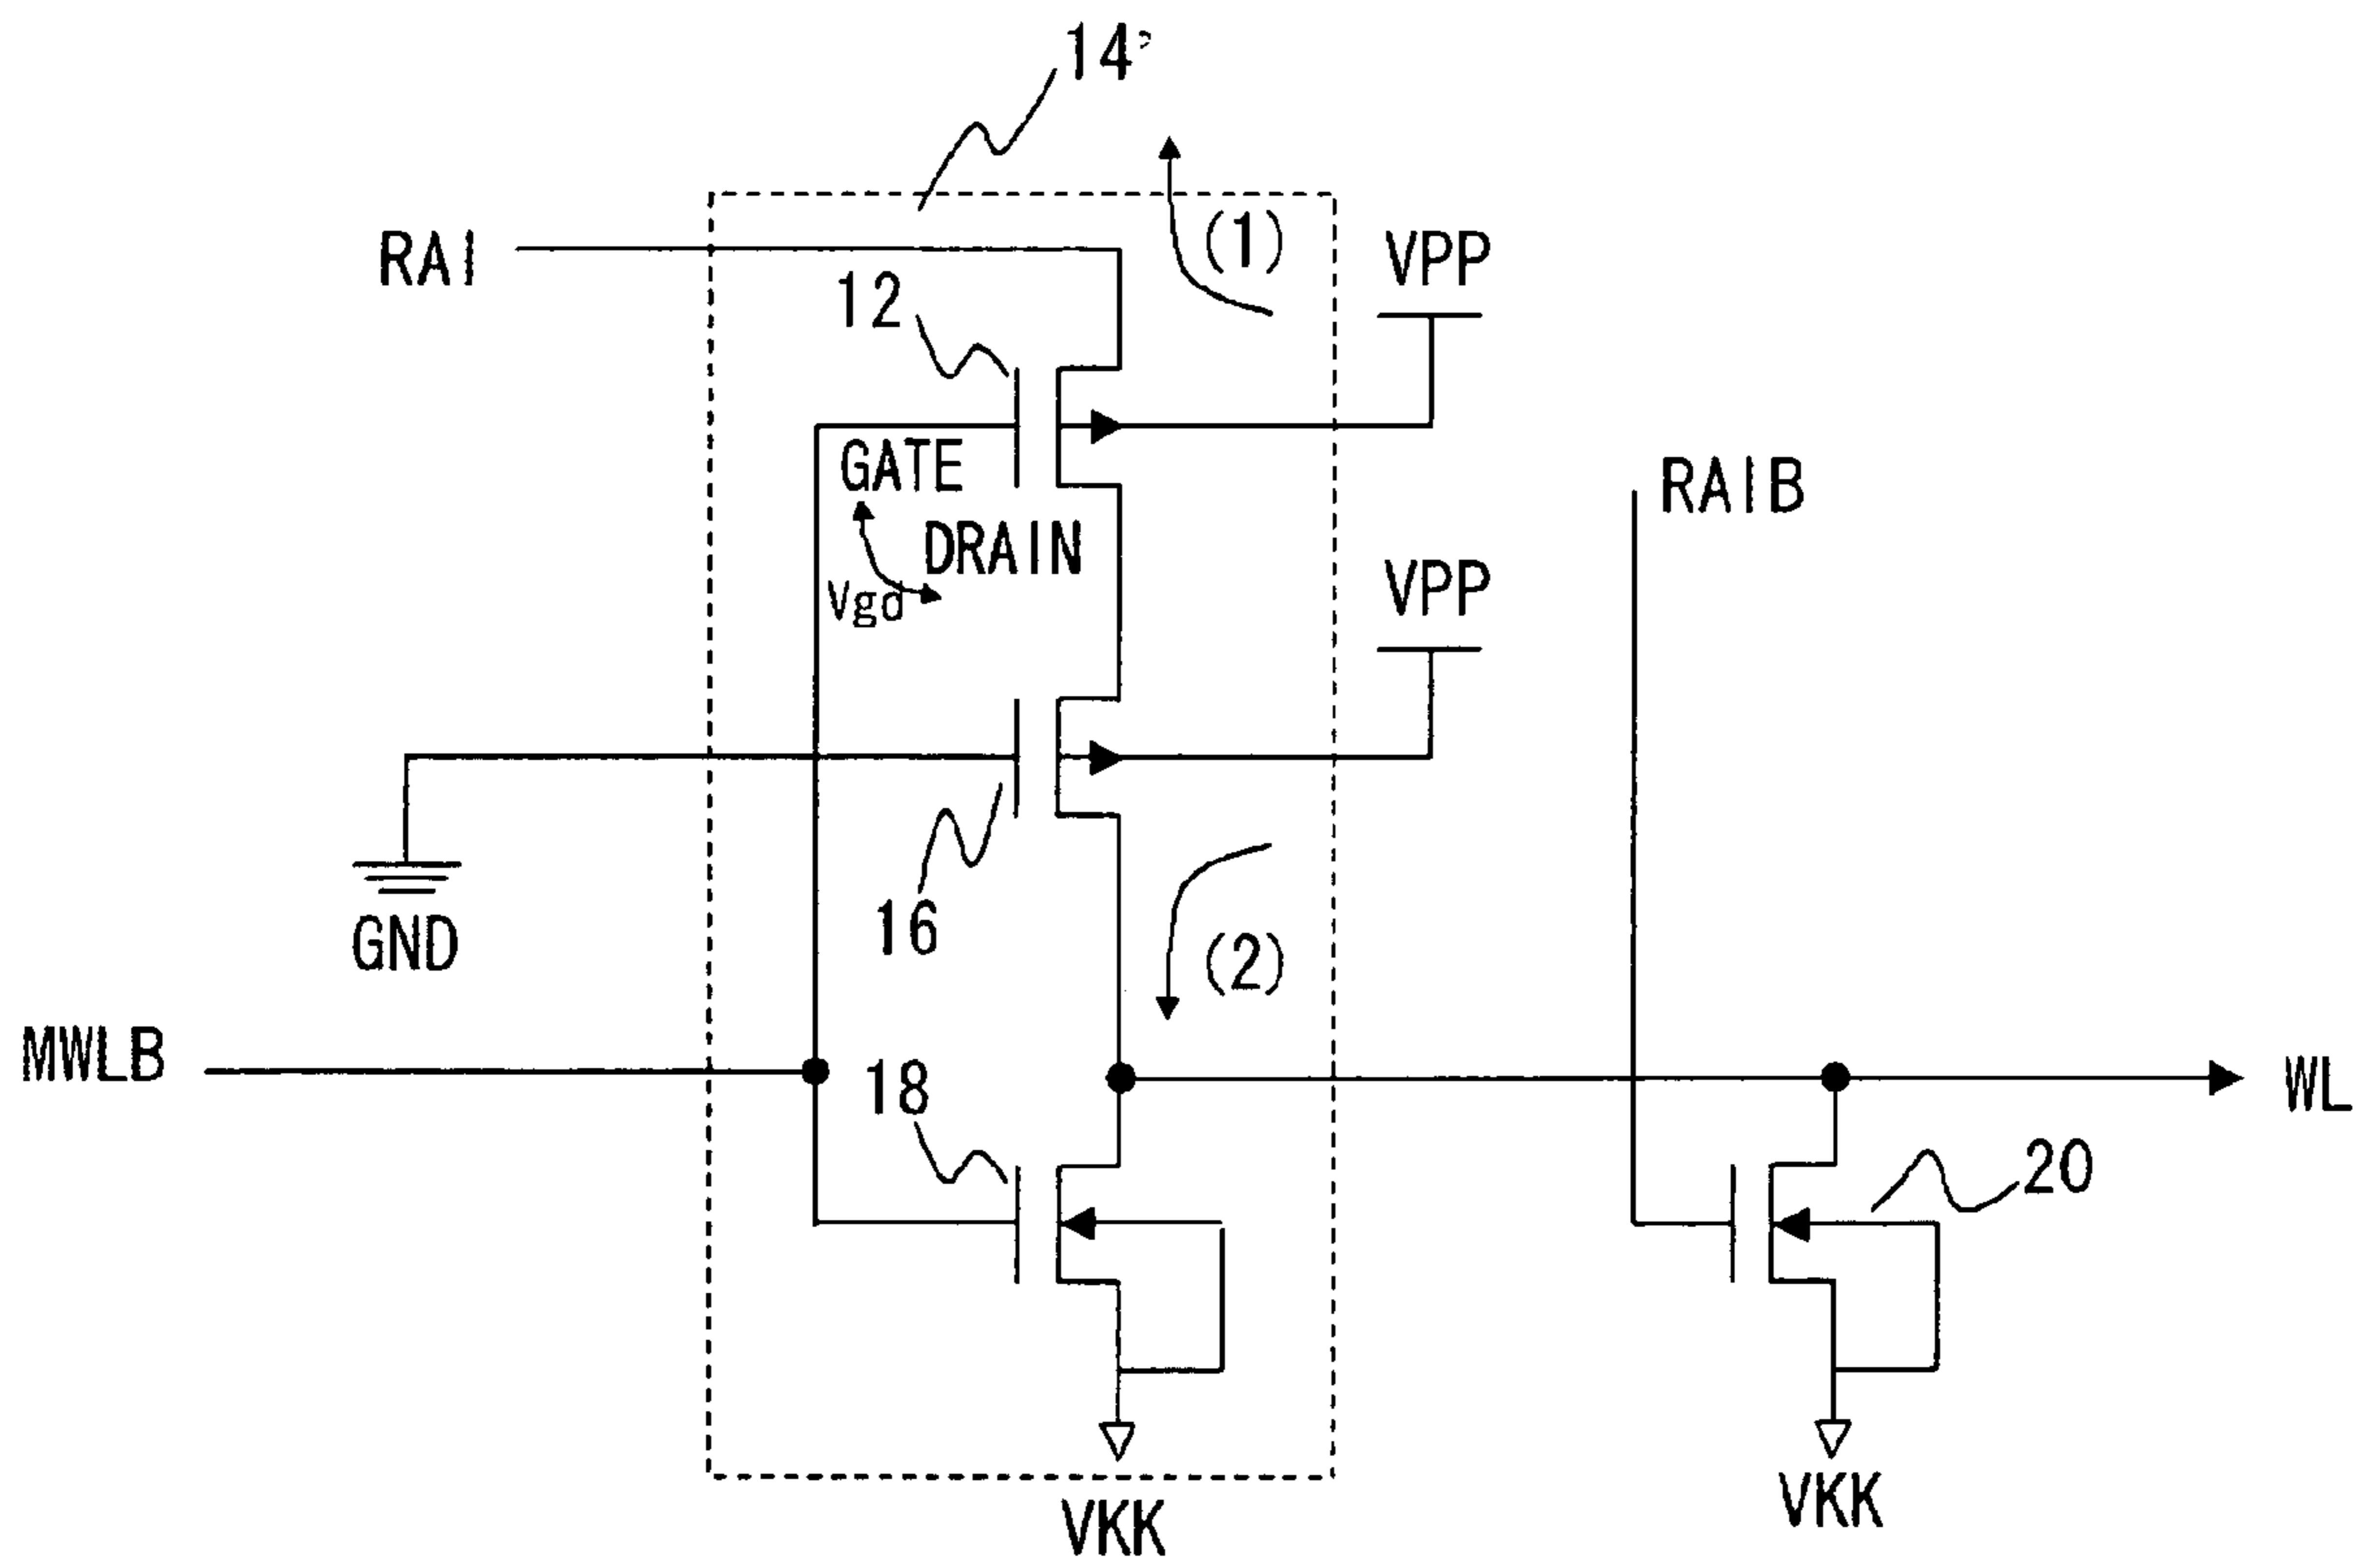 14'
RAI
(1)
VPP
12
GATE
RAIB
DRAIN
Vgd
VPP
16
GND
(2)
MWLB
18
WL
20
VKK
VKK